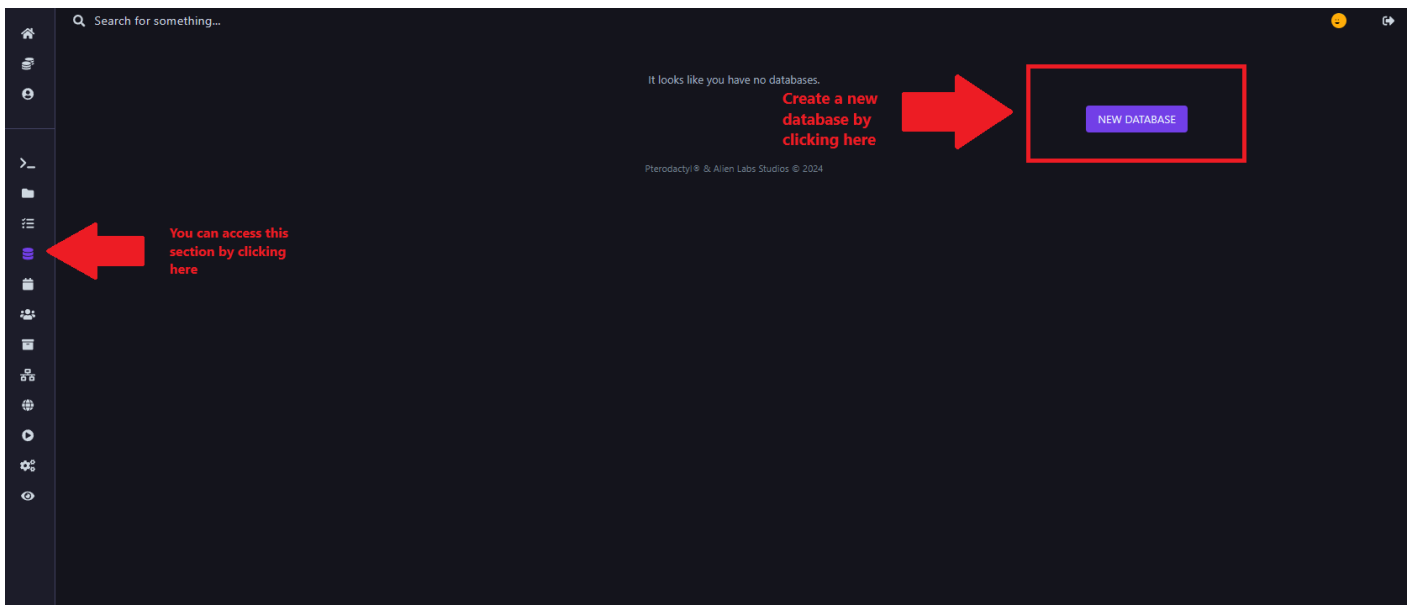 Search for something...
It looks like you have no databases.
Create a new
database by
clicking here
NEW DATABASE
Pterodactyl® & Alien Labs Studios © 2024
You can access this
section by clicking
here